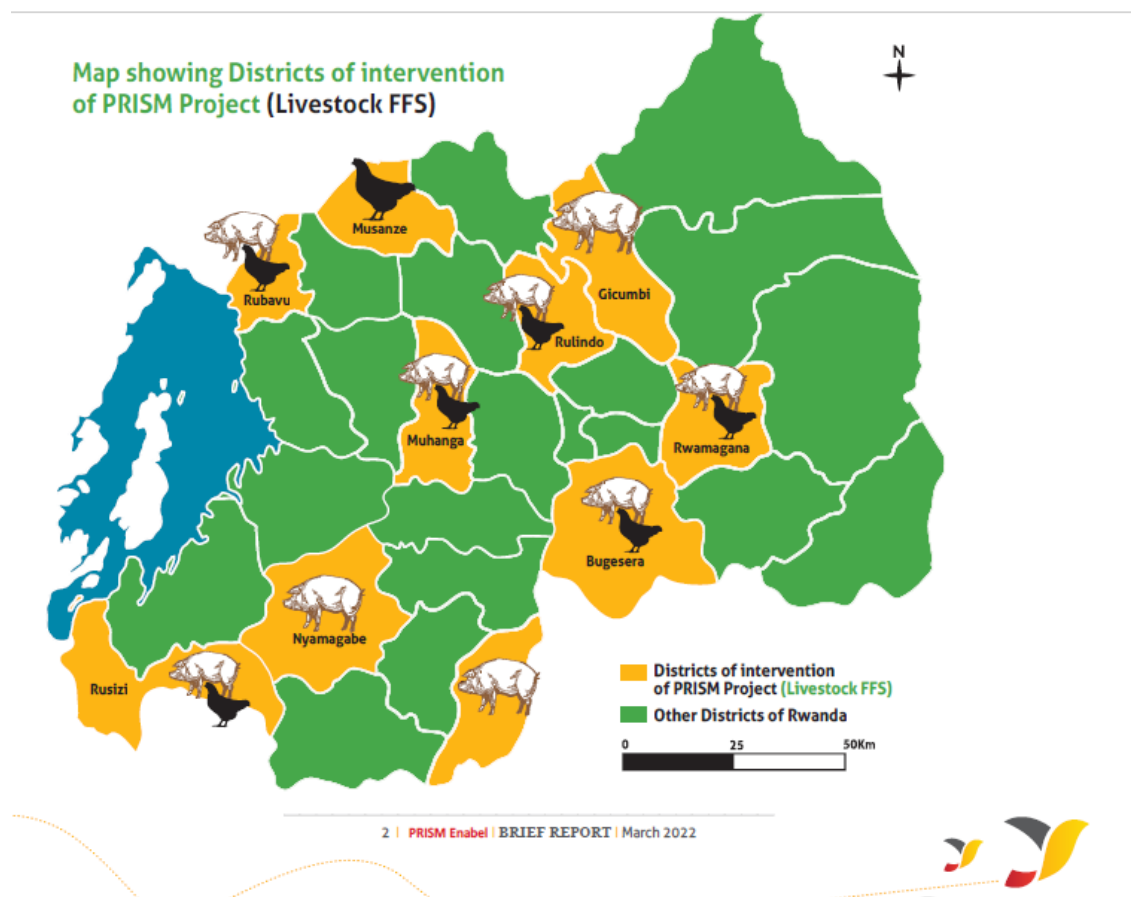 Map showing Districts of intervention
of PRISM Project (Livestock FFS)
N
Musanze
Rubavu
Gicumbi
Rulindo
Muhanga
Rwamagana
Bugesera
Nyamagabe
Rusizi
Districts of intervention
of PRISM Project (Livestock FFS)
Other Districts of Rwanda
0 25 50Km
2 | PRISM Enabel | BRIEF REPORT | March 2022